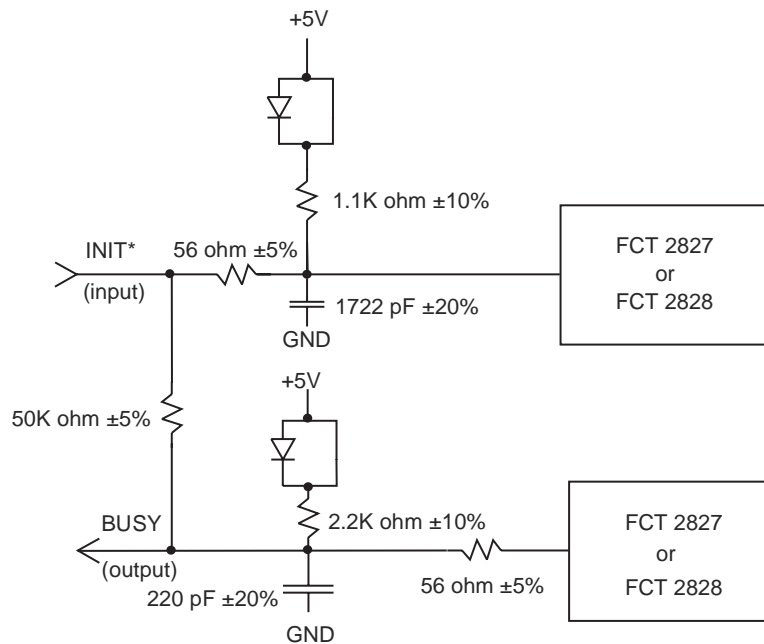 +5V
1.1K ohm ±10%
INIT*
(input)
56 ohm ±5%
FCT 2827
or
FCT 2828
1722 pF ±20%
GND
+5V
50K ohm ±5%
2.2K ohm ±10%
BUSY
(output)
220 pF ±20%
GND
56 ohm ±5%
FCT 2827
or
FCT 2828